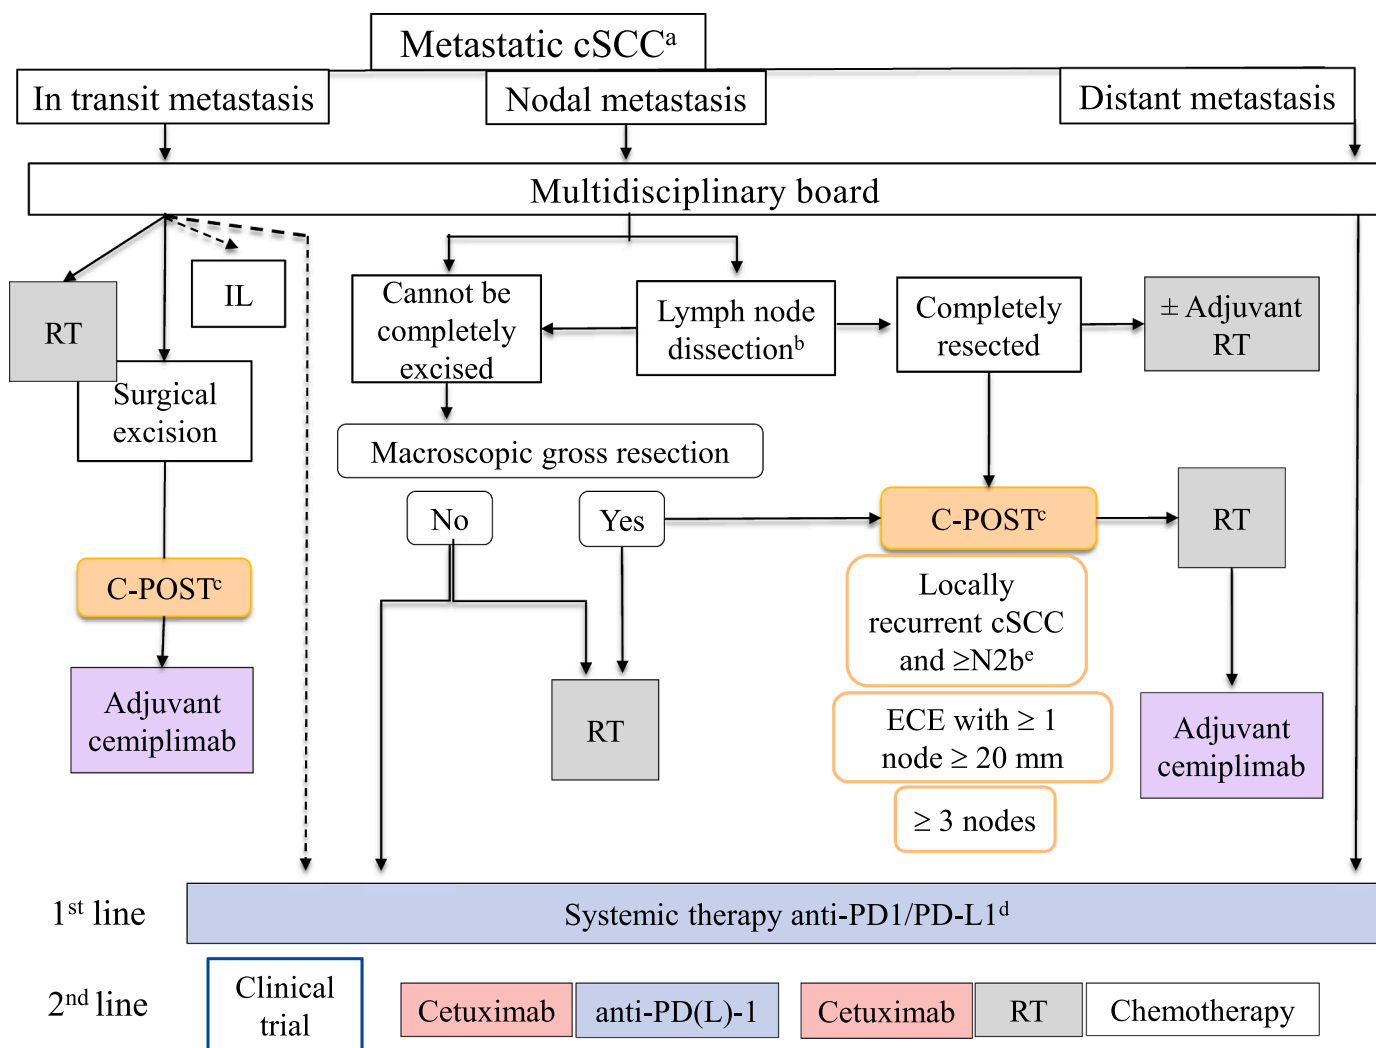 Metastatic cSCCᵃ
In transit metastasis
Nodal metastasis
Distant metastasis
Multidisciplinary board
RT
IL
Surgical
excision
C-POSTᶜ
Adjuvant
cemiplimab
Cannot be
completely
excised
Lymph node
dissectionᵇ
Completely
resected
± Adjuvant
RT
Macroscopic gross resection
No
Yes
RT
C-POSTᶜ
Locally
recurrent cSCC
and ≥N2bᵉ
ECE with ≥ 1
node ≥ 20 mm
≥ 3 nodes
RT
Adjuvant
cemiplimab
1ˢᵗ line
Systemic therapy anti-PD1/PD-L1ᵈ
2ⁿᵈ line
Clinical
trial
Cetuximab
anti-PD(L)-1
Cetuximab
RT
Chemotherapy